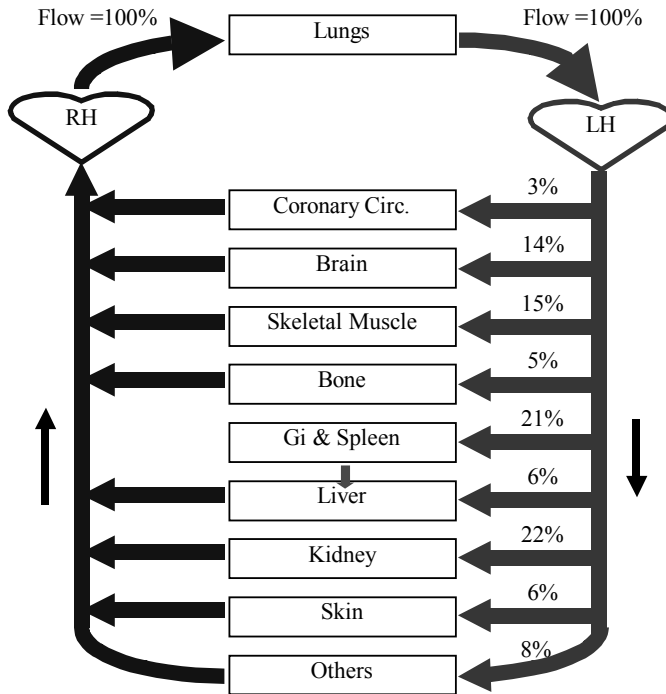 Flow =100%
Lungs
Flow =100%
RH
LH
Coronary Circ.
3%
Brain
14%
Skeletal Muscle
15%
Bone
5%
Gi & Spleen
21%
Liver
6%
Kidney
22%
Skin
6%
Others
8%